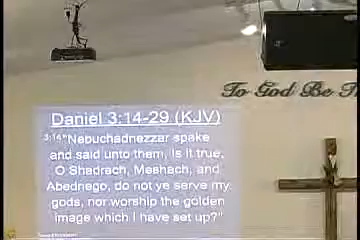 To God Be T
Daniel 3:14-29 (KJV)
3:14 "Nebuchadnezzar spake
and said unto them, Is it true,
O Shadrach, Meshach, and
Abednego, do not ye serve my
gods, nor worship the golden
image which I have set up?"